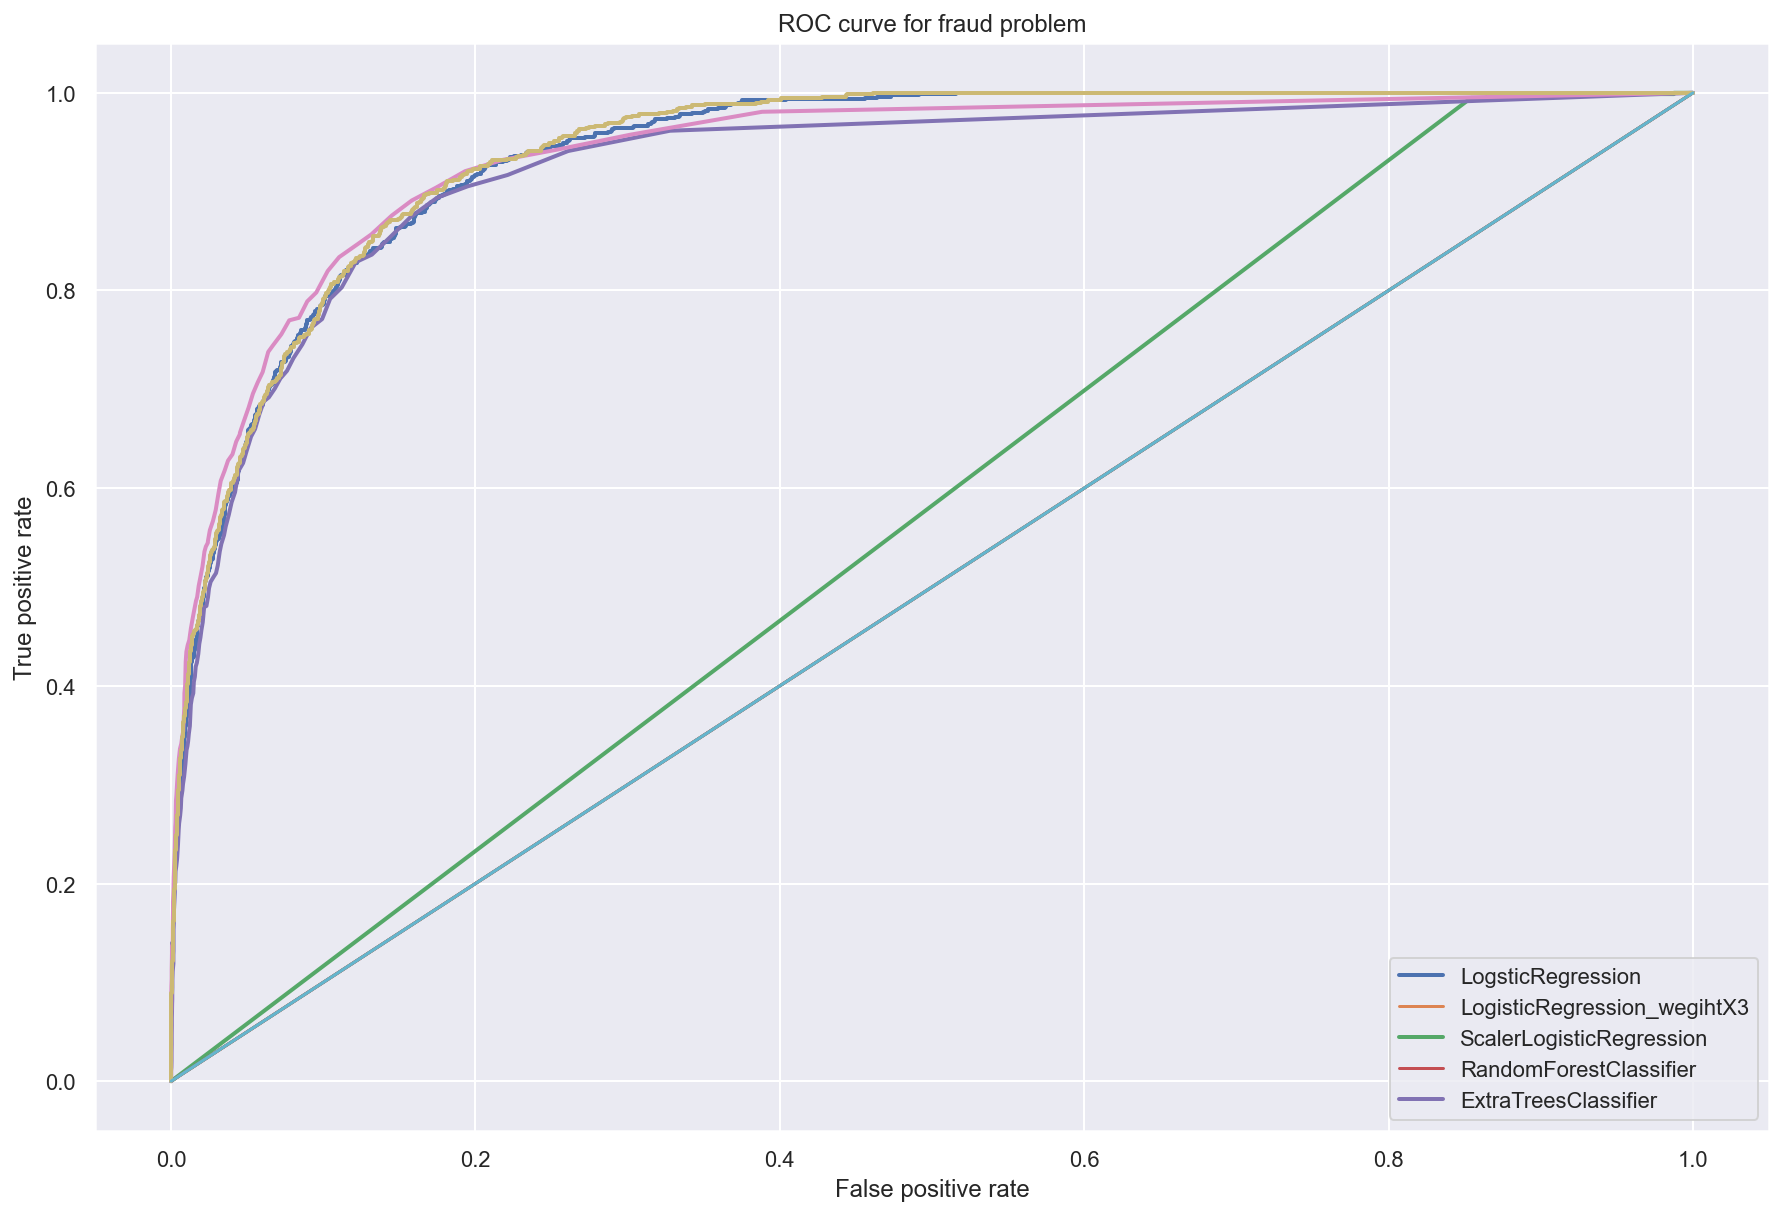 ROC curve for fraud problem
True positive rate
1.0
0.8
0.6
0.4
0.2
0.0
LogsticRegression
LogisticRegression_wegihtX3
ScalerLogisticRegression
RandomForestClassifier
ExtraTreesClassifier
0.0 0.2 0.4 0.6 0.8 1.0
False positive rate